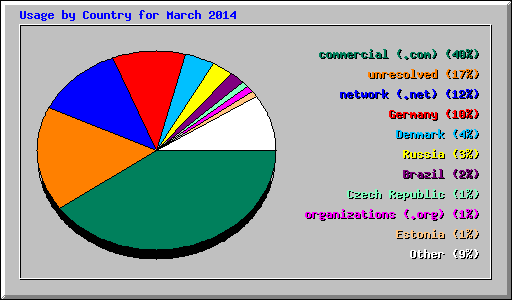 Usage by Country for March 2014
commercial (.com) (40%)
unresolved (17%)
network (.net) (12%)
Germany (10%)
Denmark (4%)
Russia (3%)
Brazil (2%)
Czech Republic (1%)
organizations (.org) (1%)
Estonia (1%)
Other (9%)